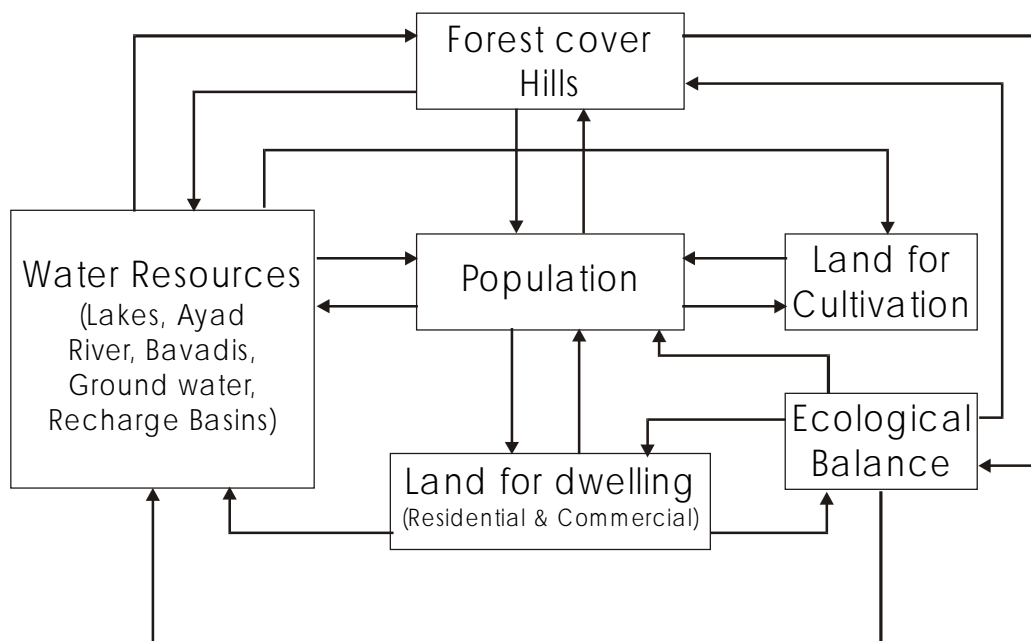 Forest cover
Hills
Water Resources
(Lakes, Ayad
River, Bavadis,
Ground water,
Recharge Basins)
Population
Land for
Cultivation
Ecological
Balance
Land for dwelling
(Residential & Commercial)